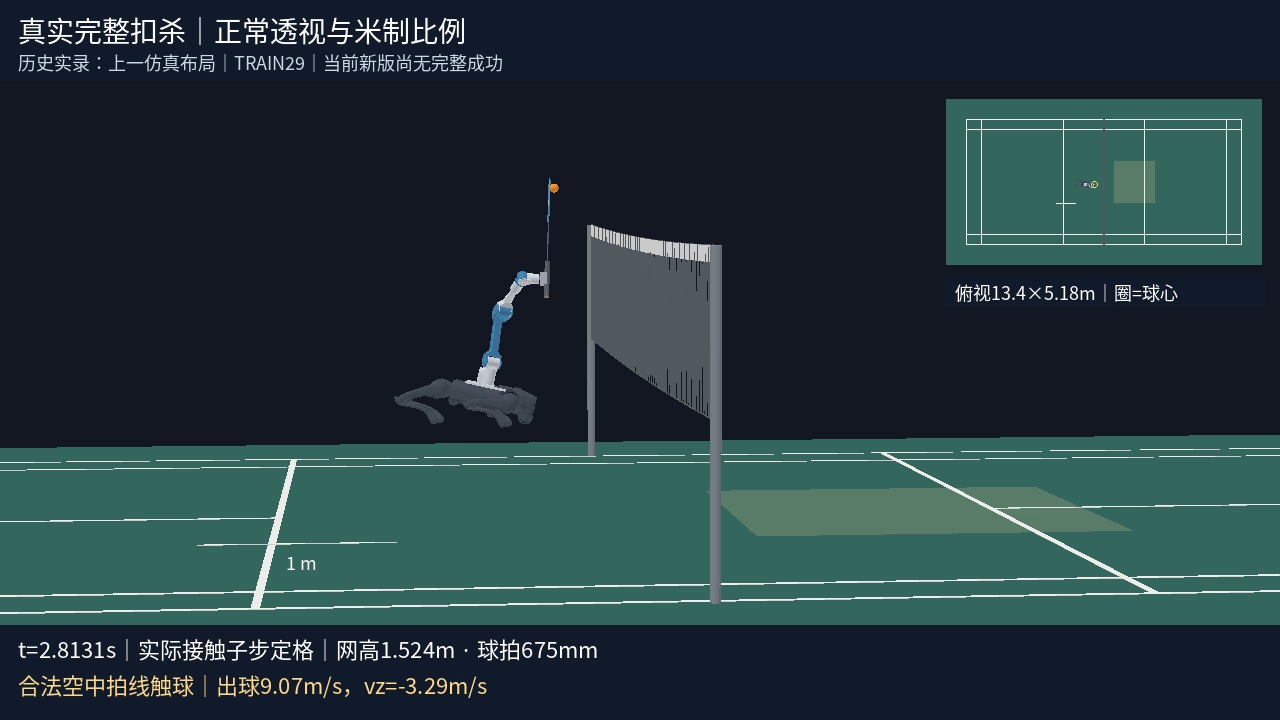 真实完整扣杀｜正常透视与米制比例
历史实录：上一仿真布局｜TRAIN29｜当前新版尚无完整成功
俯视13.4×5.18m｜圈=球心
1 m
t=2.8131s｜实际接触子步定格｜网高1.524m · 球拍675mm
合法空中拍线触球｜出球9.07m/s，vz=-3.29m/s